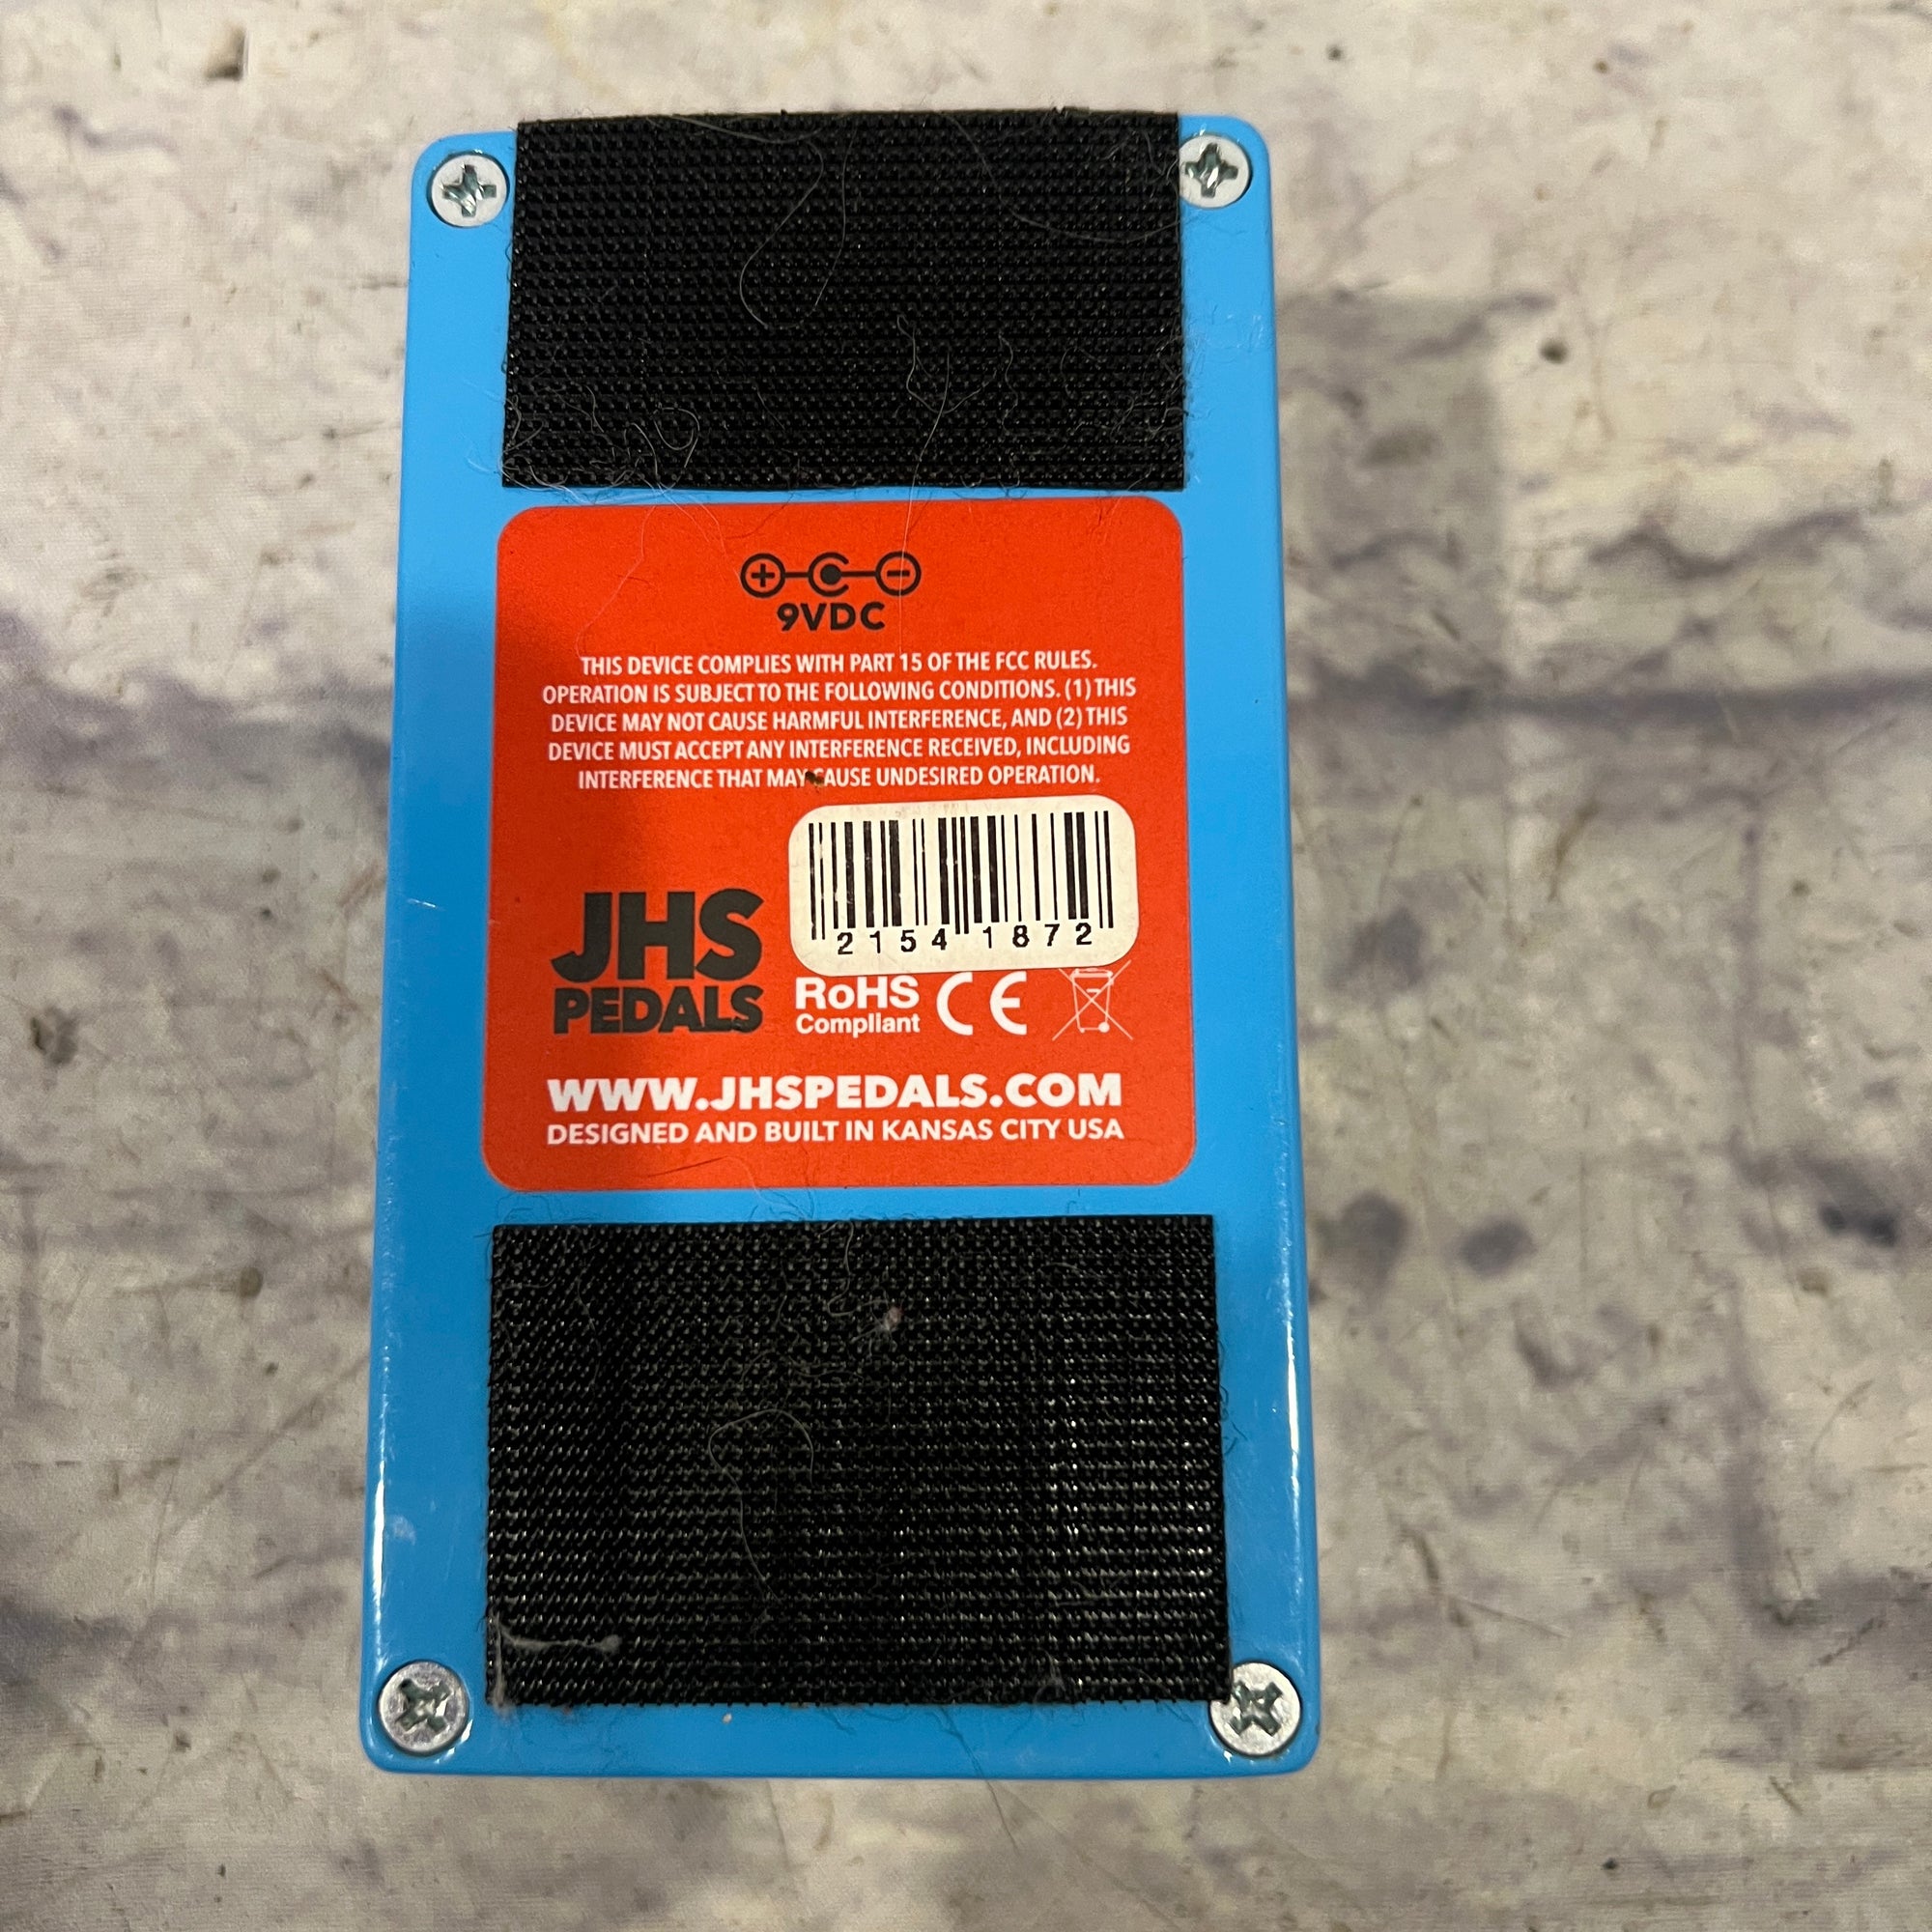 9VDC
THIS DEVICE COMPLIES WITH PART 15 OF THE FCC RULES.
OPERATION IS SUBJECT TO THE FOLLOWING CONDITIONS. (1) THIS
DEVICE MAY NOT CAUSE HARMFUL INTERFERENCE, AND (2) THIS
DEVICE MUST ACCEPT ANY INTERFERENCE RECEIVED, INCLUDING
INTERFERENCE THAT MAY CAUSE UNDESIRED OPERATION.
2154 1872
JHS
PEDALS
RoHS
Compliant
CE
WWW.JHSPEDALS.COM
DESIGNED AND BUILT IN KANSAS CITY USA